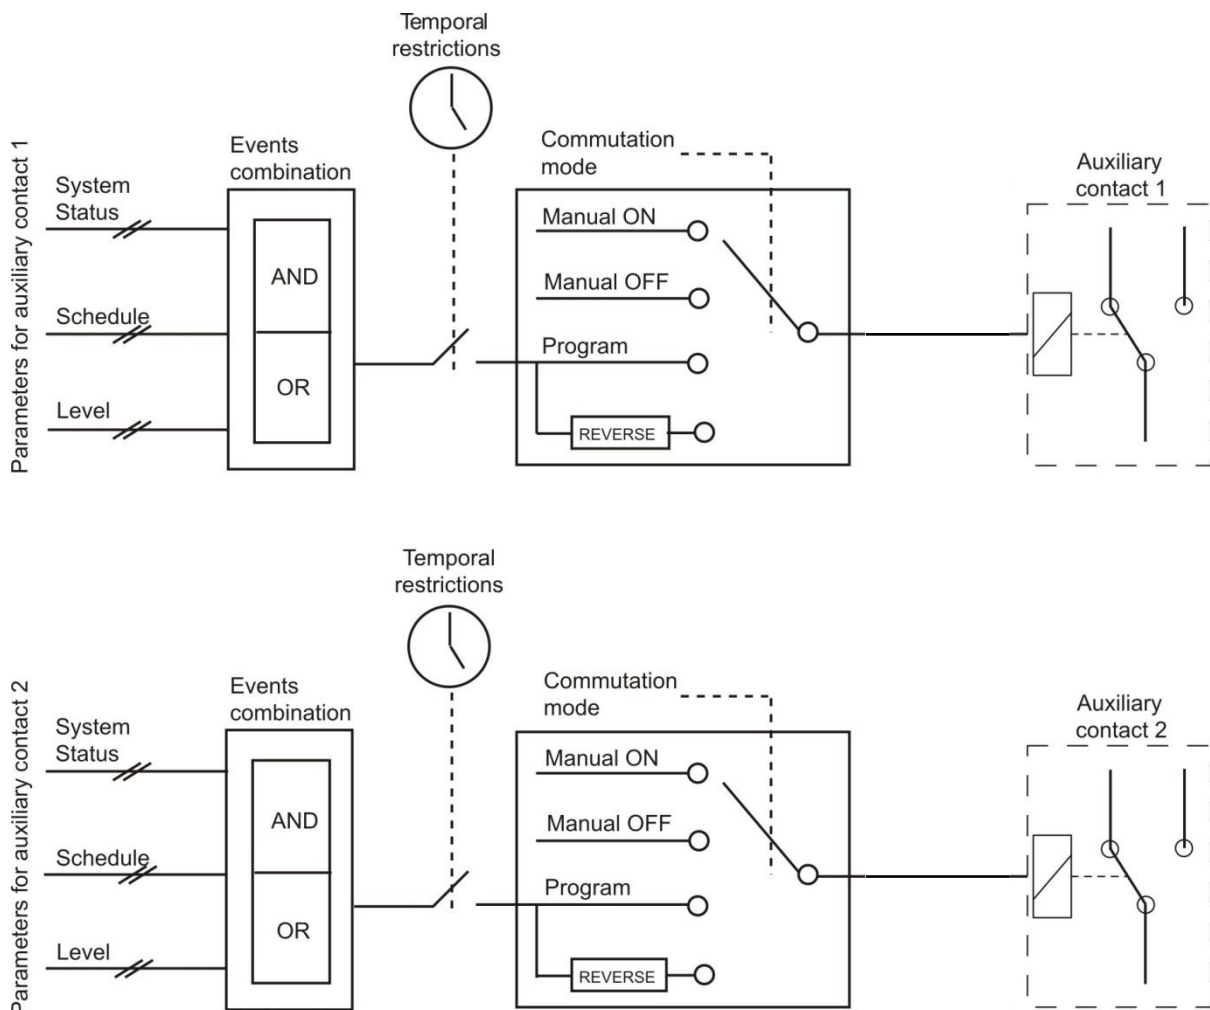 Temporal
restrictions
Parameters for auxiliary contact 1
Events
combination
Commutation
mode
Auxiliary
contact 1
System
Status
Manual ON
AND
Manual OFF
Schedule
Program
OR
Level
REVERSE
Temporal
restrictions
Parameters for auxiliary contact 2
Events
combination
Commutation
mode
Auxiliary
contact 2
System
Status
Manual ON
AND
Manual OFF
Schedule
Program
OR
Level
REVERSE